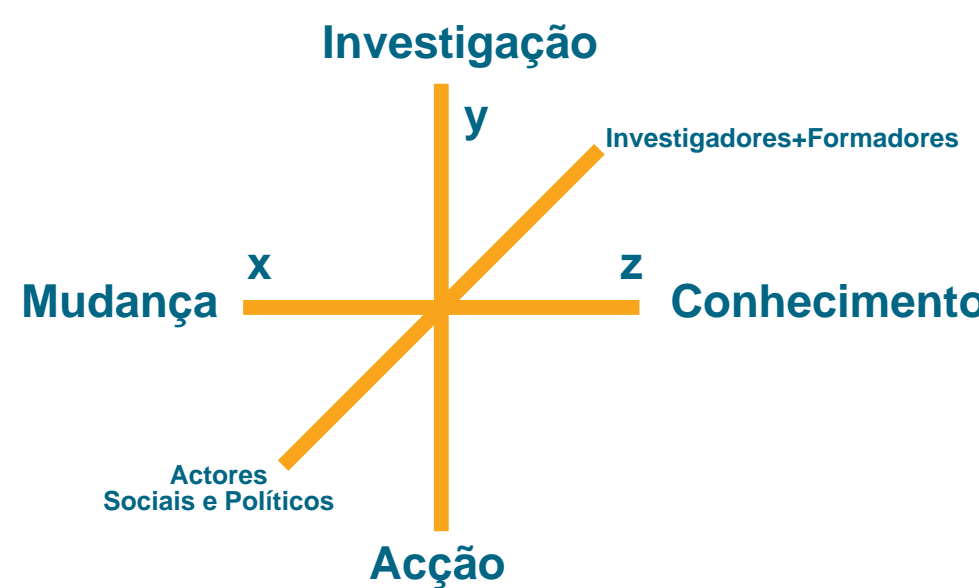 Investigação
y
Investigadores+Formadores
x
z
Mudança
Conhecimento
Actores
Sociais e Políticos
Acção